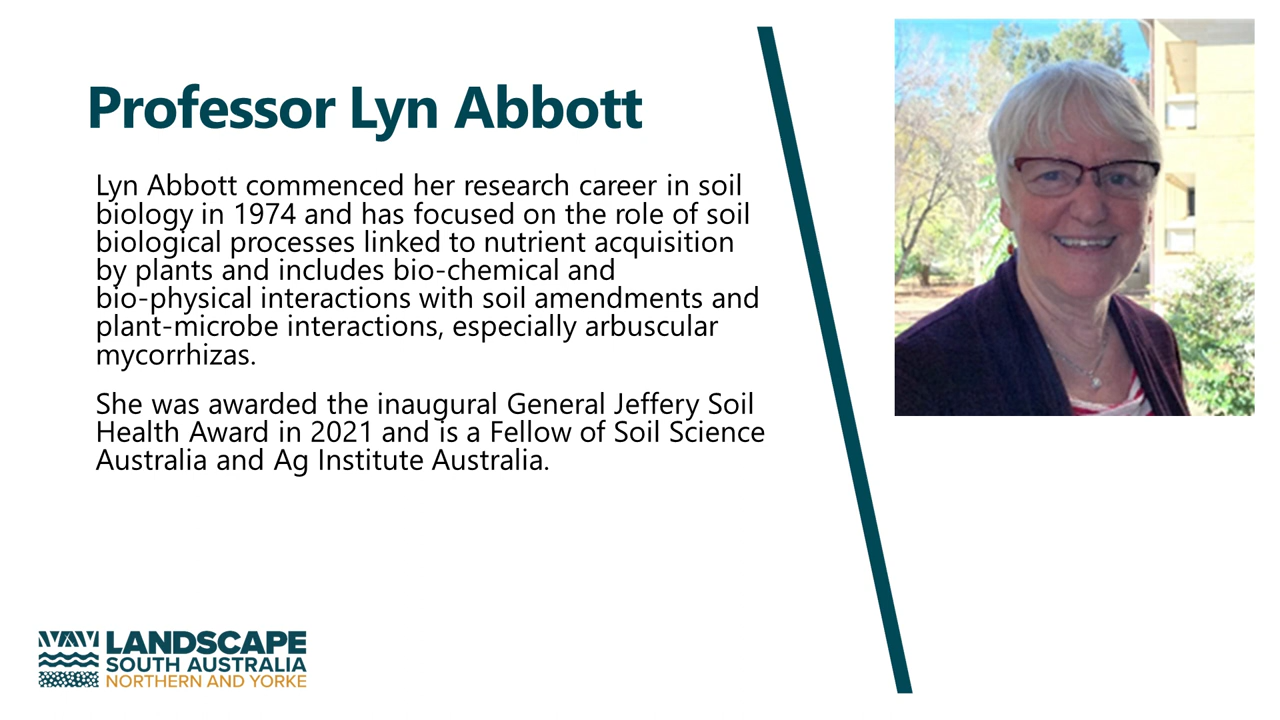 Professor Lyn Abbott
Lyn Abbott commenced her research career in soil
biology in 1974 and has focused on the role of soil
biological processes linked to nutrient acquisition
by plants and includes bio-chemical and
bio-physical interactions with soil amendments and
plant-microbe interactions, especially arbuscular
mycorrhizas.
She was awarded the inaugural General Jeffery Soil
Health Award in 2021 and is a Fellow of Soil Science
Australia and Ag Institute Australia.
LANDSCAPE
SOUTH AUSTRALIA
NORTHERN AND YORKE